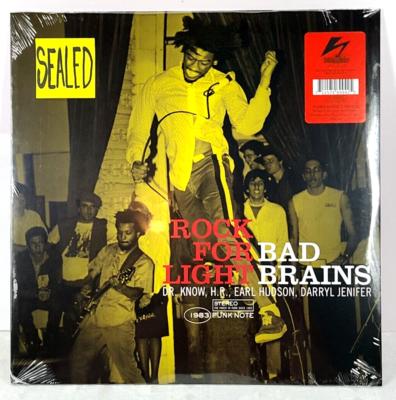 SEALED
ROCK
FOR
LIGHT
BAD
BRAINS
DR. KNOW, H.R., EARL HUDSON, DARRYL JENIFER
STEREO
1983 PUNK NOTE